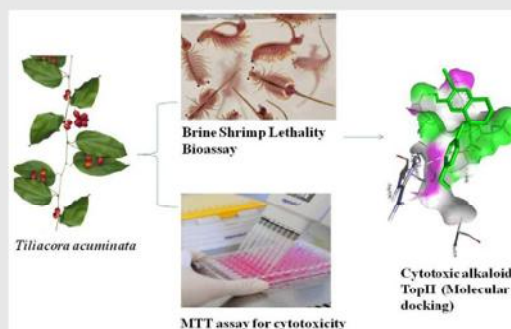 Tiliacora acuminata
Brine Shrimp Lethality
Bioassay
MTT assay for cytotoxicity
Cytotoxic alkaloid
TopII (Molecular
docking)